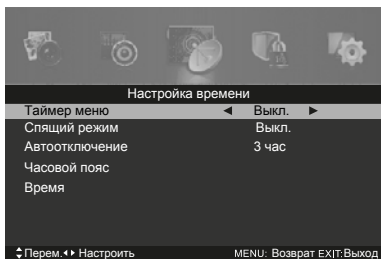 Настройка времени
Таймер меню ◄ Выкл. ►
Спящий режим Выкл.
Автоотключение 3 час
Часовой пояс
Время
Перем. Настроить MENU: Возврат EXIT:Выход